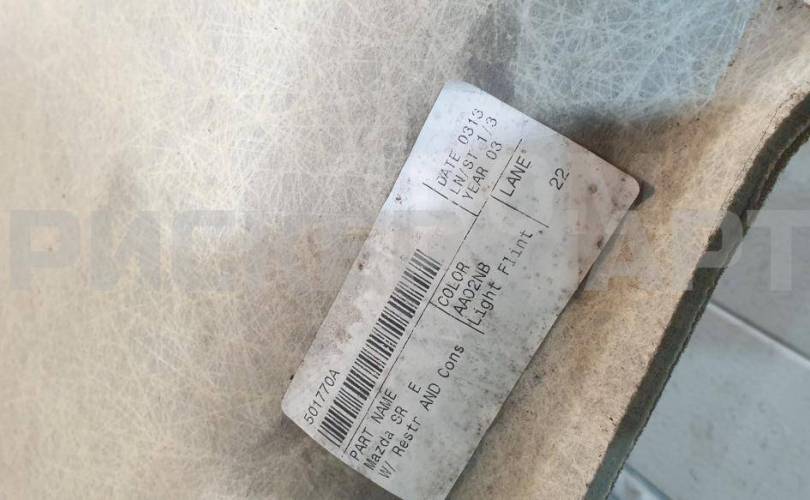 501770A
DATE 0313
LN/ST 1/3
YEAR 03
PART NAME
Mazda SR E
W/ Restr AND Cons
COLOR
AA02NB
Light Flint
LANE
22